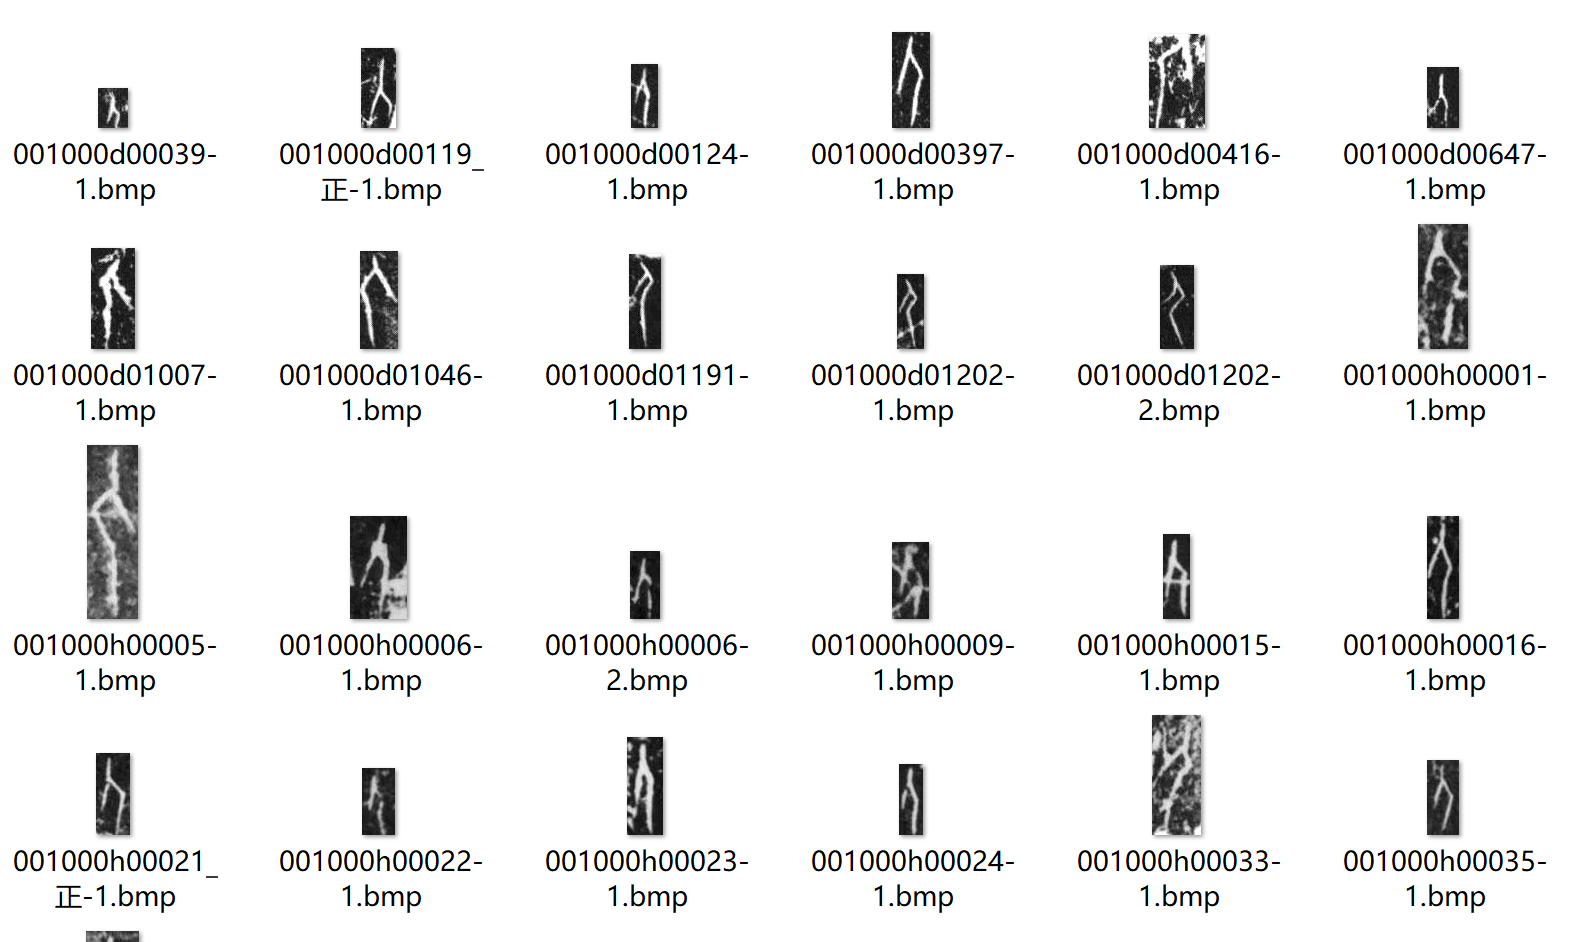 001000d00039-
1.bmp
001000d00119_
正-1.bmp
001000d00124-
1.bmp
001000d00397-
1.bmp
001000d00416-
1.bmp
001000d00647-
1.bmp
001000d01007-
1.bmp
001000d01046-
1.bmp
001000d01191-
1.bmp
001000d01202-
1.bmp
001000d01202-
2.bmp
001000h00001-
1.bmp
001000h00005-
1.bmp
001000h00006-
1.bmp
001000h00006-
2.bmp
001000h00009-
1.bmp
001000h00015-
1.bmp
001000h00016-
1.bmp
001000h00021_
正-1.bmp
001000h00022-
1.bmp
001000h00023-
1.bmp
001000h00024-
1.bmp
001000h00033-
1.bmp
001000h00035-
1.bmp